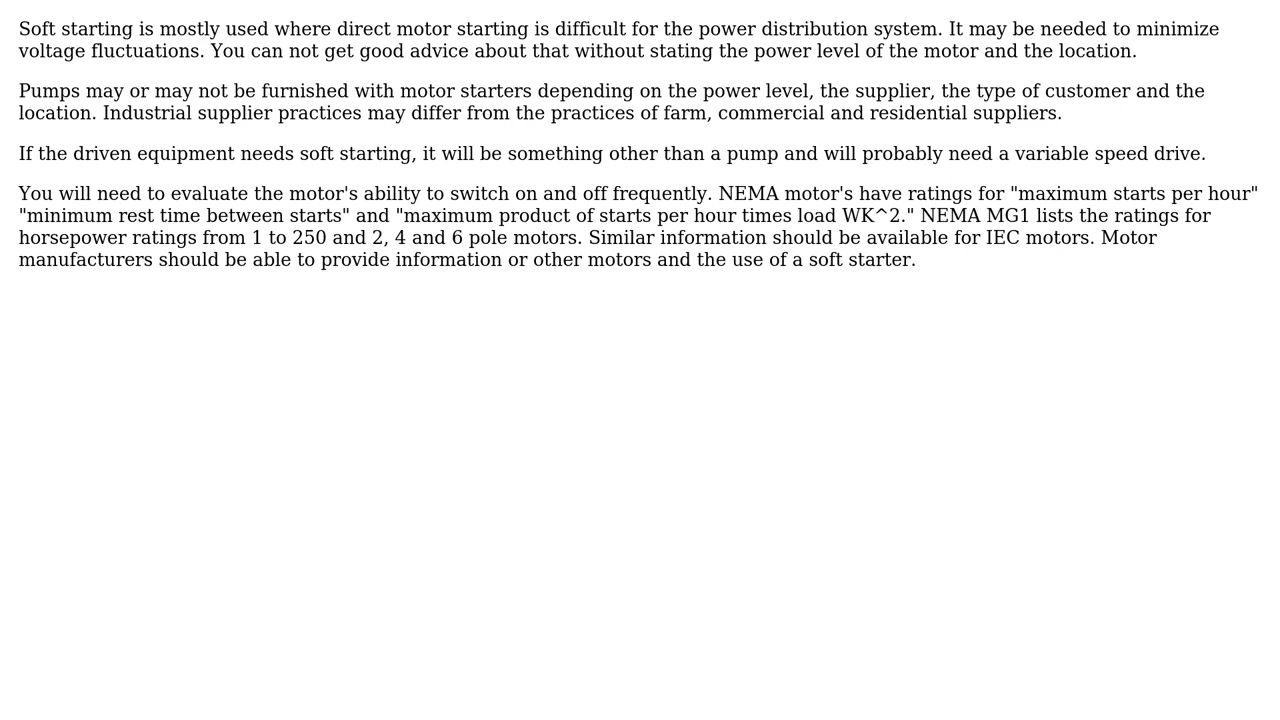 Soft starting is mostly used where direct motor starting is difficult for the power distribution system. It may be needed to minimize
voltage fluctuations. You can not get good advice about that without stating the power level of the motor and the location.
Pumps may or may not be furnished with motor starters depending on the power level, the supplier, the type of customer and the
location. Industrial supplier practices may differ from the practices of farm, commercial and residential suppliers.
If the driven equipment needs soft starting, it will be something other than a pump and will probably need a variable speed drive.
You will need to evaluate the motor's ability to switch on and off frequently. NEMA motor's have ratings for "maximum starts per hour"
"minimum rest time between starts" and "maximum product of starts per hour times load WK^2." NEMA MG1 lists the ratings for
horsepower ratings from 1 to 250 and 2, 4 and 6 pole motors. Similar information should be available for IEC motors. Motor
manufacturers should be able to provide information or other motors and the use of a soft starter.